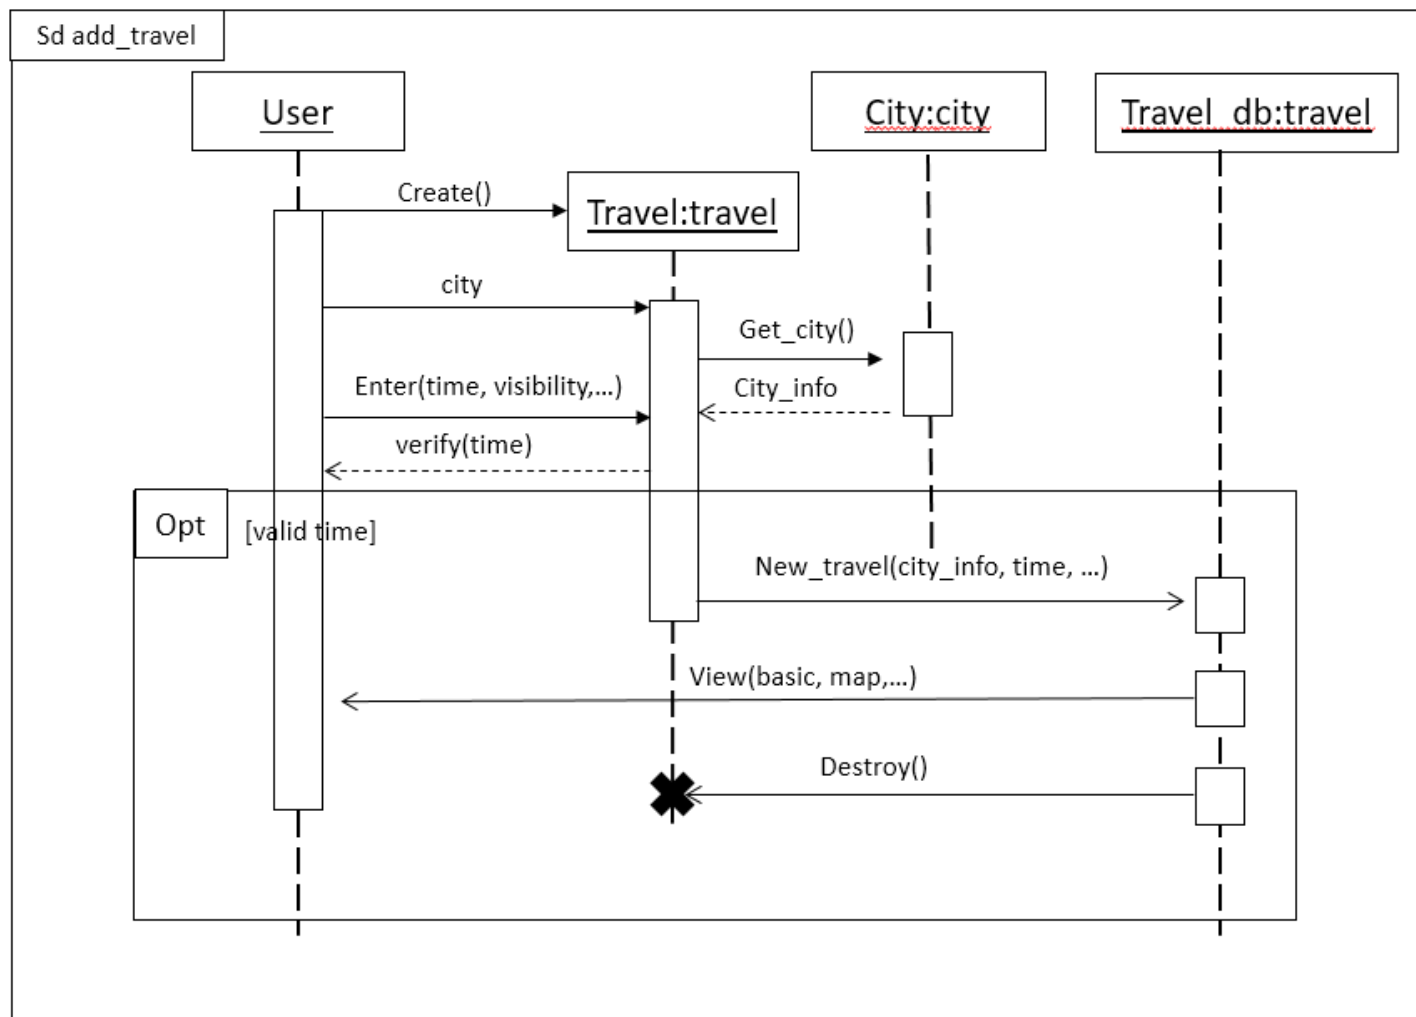 Sd add_travel
User
City:city
Travel_db:travel
Create()
Travel:travel
city
Get_city()
Enter(time, visibility,...)
City_info
verify(time)
Opt
[valid time]
New_travel(city_info, time, ...)
View(basic, map,...)
Destroy()